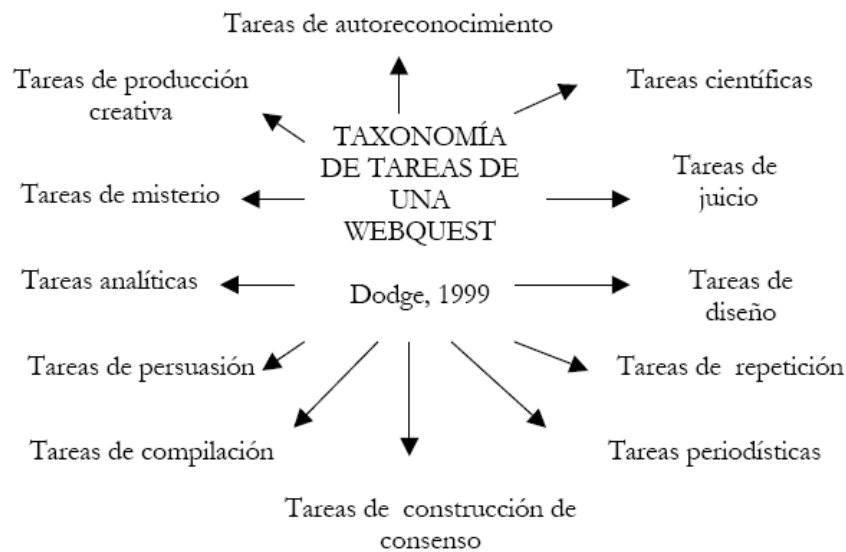 Tareas de autoreconocimiento
Tareas de producción
creativa
Tareas científicas
TAXONOMÍA
DE TAREAS DE
UNA
WEBQUEST
Dodge, 1999
Tareas de misterio
Tareas de
juicio
Tareas analíticas
Tareas de
diseño
Tareas de persuasión
Tareas de repetición
Tareas de compilación
Tareas periodísticas
Tareas de construcción de
consenso